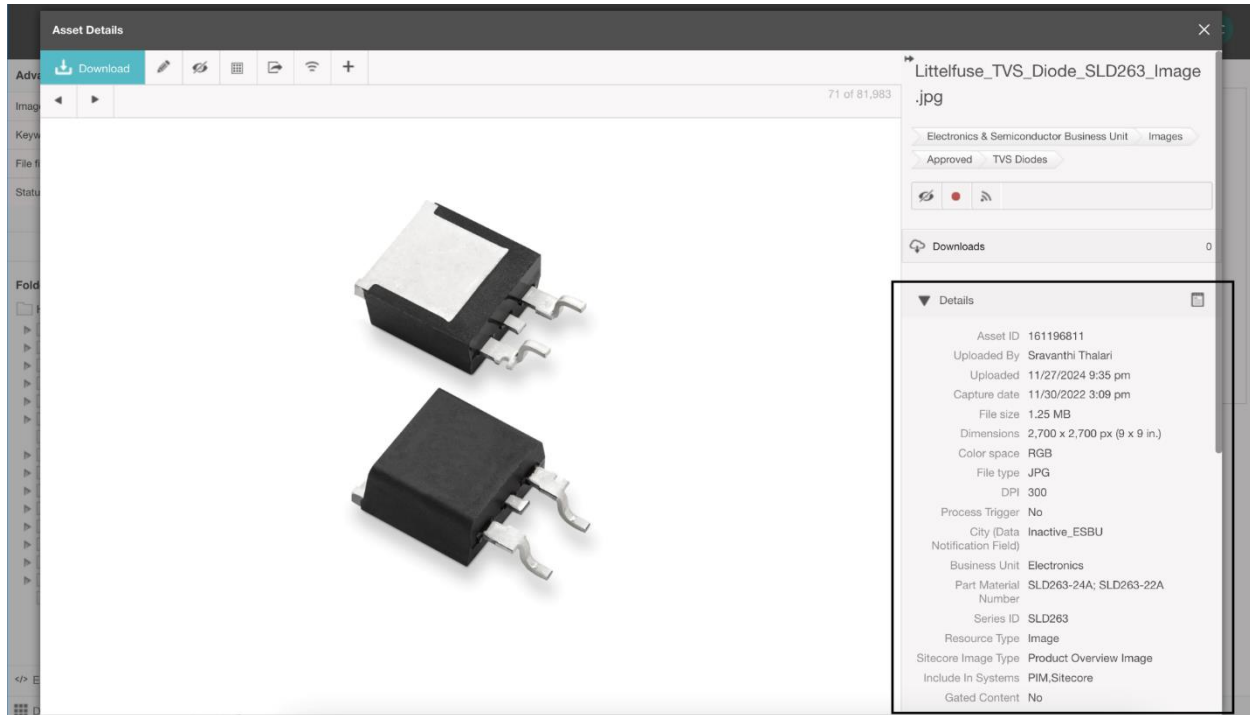 Asset Details
Download
71 of 81,983
Littelfuse_TVS_Diode_SLD263_Image
.jpg
Electronics & Semiconductor Business Unit Images
Approved TVS Diodes
Downloads 0
Details
Asset ID 161196811
Uploaded By Sravanthi Thalari
Uploaded 11/27/2024 9:35 pm
Capture date 11/30/2022 3:09 pm
File size 1.25 MB
Dimensions 2,700 x 2,700 px (9 x 9 in.)
Color space RGB
File type JPG
DPI 300
Process Trigger No
City (Data Inactive_ESBU
Notification Field)
Business Unit Electronics
Part Material SLD263-24A; SLD263-22A
Number
Series ID SLD263
Resource Type Image
Sitecore Image Type Product Overview Image
Include In Systems PIM,Sitecore
Gated Content No